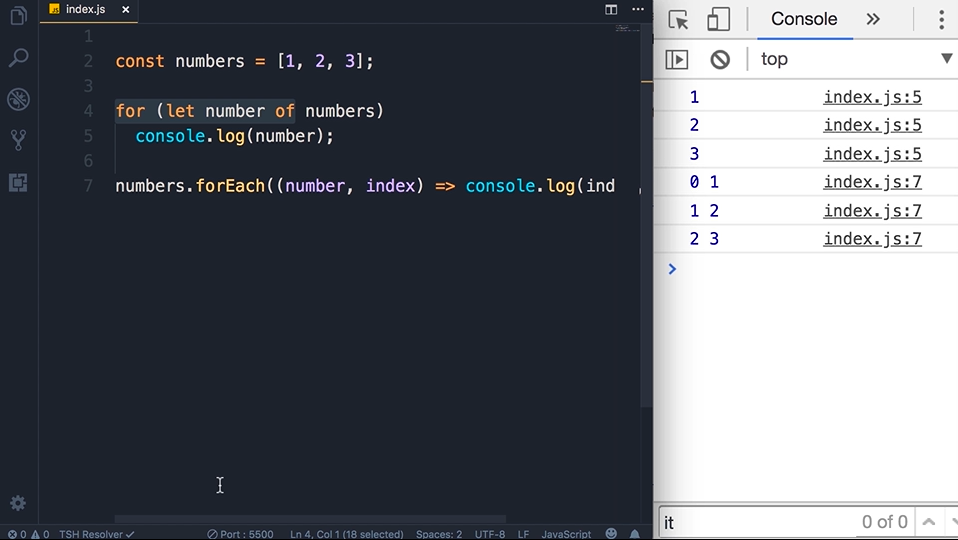 index.js
1
2 const numbers = [1, 2, 3];
3
4 for (let number of numbers)
5 console.log(number);
6
7 numbers.forEach((number, index) => console.log(ind ,
0 0 TSH Resolver Port : 5500 Ln 4, Col 1 (18 selected) Spaces: 2 UTF-8 LF JavaScript
Console
top
1 index.js:5
2 index.js:5
3 index.js:5
0 1 index.js:7
1 2 index.js:7
2 3 index.js:7
it 0 of 0